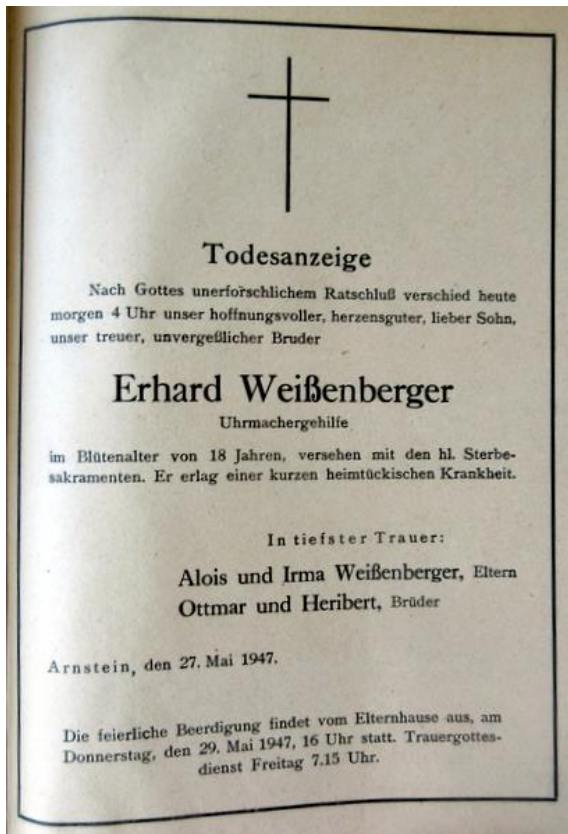 Todesanzeige
Nach Gottes unerforschlichem Ratschluß verschied heute
morgen 4 Uhr unser hoffnungsvoller, herzensguter, lieber Sohn,
unser treuer, unvergeßlicher Bruder
Erhard Weißenberger
Uhrmachergehilfe
im Blütenalter von 18 Jahren, versehen mit den hl. Sterbe-
sakramenten. Er erlag einer kurzen heimtückischen Krankheit.
In tiefster Trauer:
Alois und Irma Weißenberger, Eltern
Ottmar und Heribert, Brüder
Arnstein, den 27. Mai 1947.
Die feierliche Beerdigung findet vom Elternhause aus, am
Donnerstag, den 29. Mai 1947, 16 Uhr statt. Trauergottes-
dienst Freitag 7.15 Uhr.